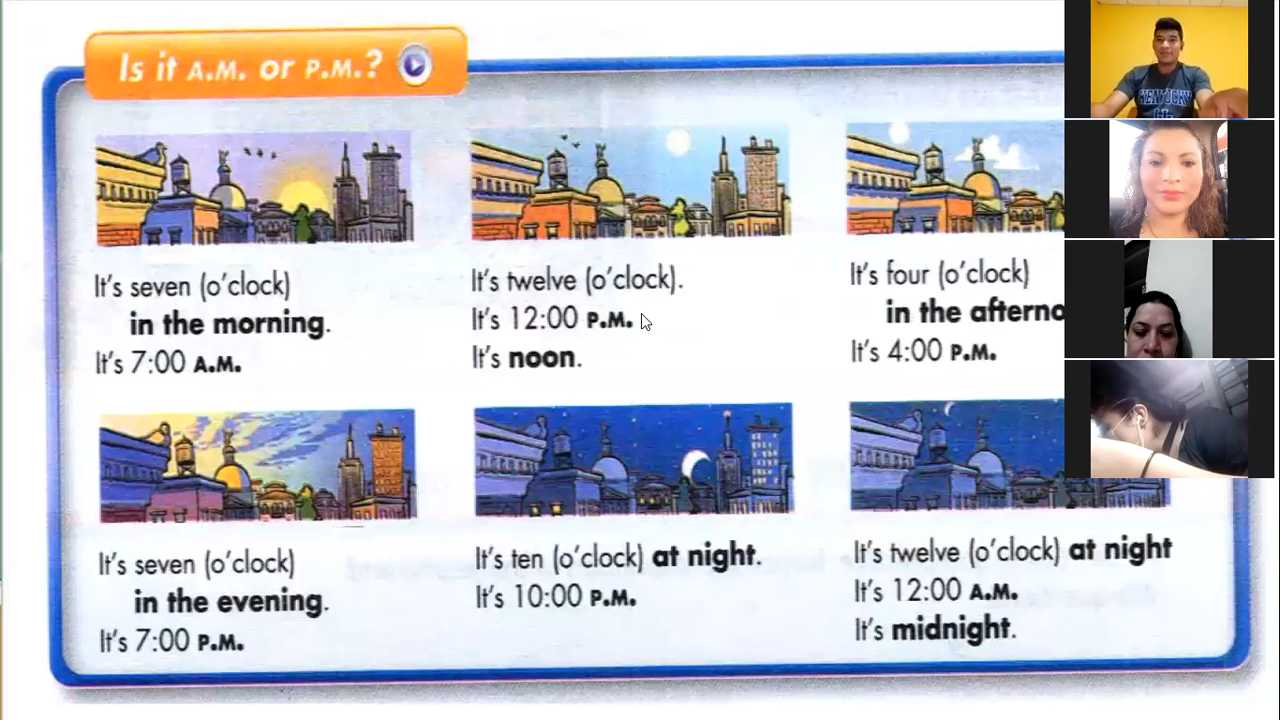 Is it A.M. or P.M.?
It's seven (o'clock)
in the morning.
It's 7:00 A.M.
It's twelve (o'clock).
It's 12:00 P.M.
It's noon.
It's four (o'clock)
in the afterno
It's 4:00 P.M.
It's seven (o'clock)
in the evening.
It's 7:00 P.M.
It's ten (o'clock) at night.
It's 10:00 P.M.
It's twelve (o'clock) at night
It's 12:00 A.M.
It's midnight.
KENTUCKY